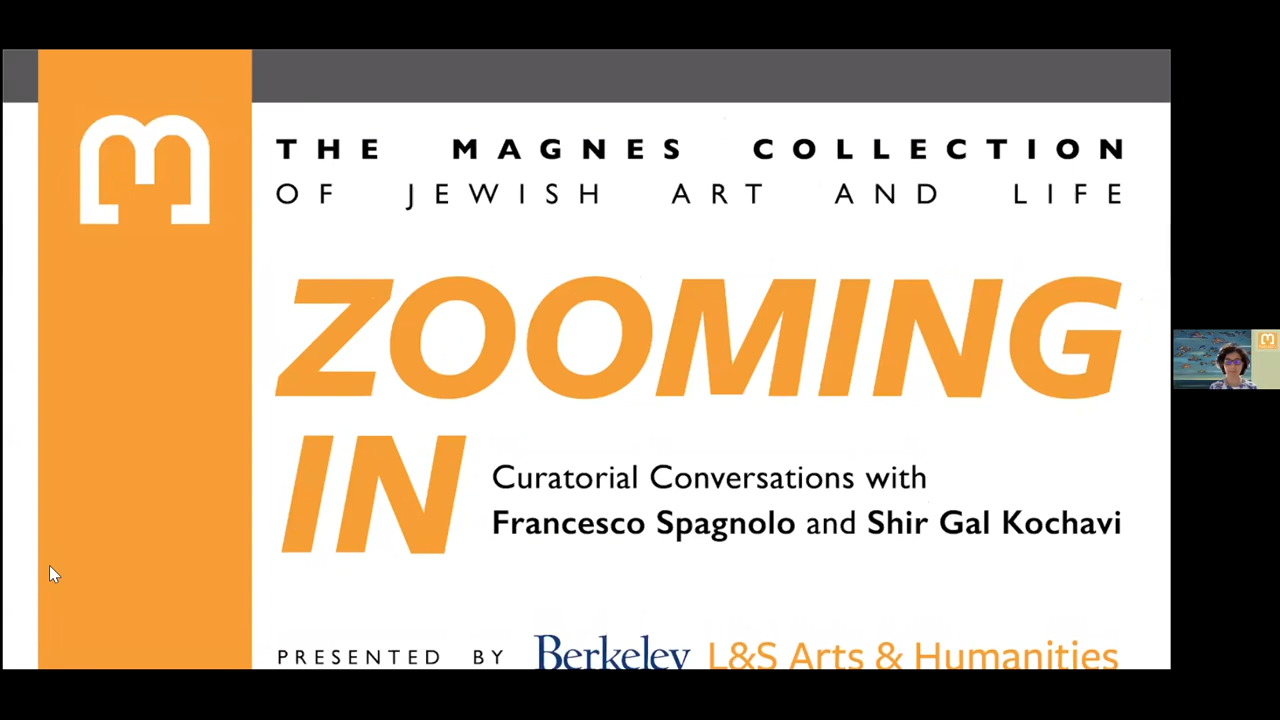 THE MAGNES COLLECTION
OF JEWISH ART AND LIFE
ZOOMING
IN
Curatorial Conversations with
Francesco Spagnolo and Shir Gal Kochavi
PRESENTED BY Berkeley L&S Arts & Humanities